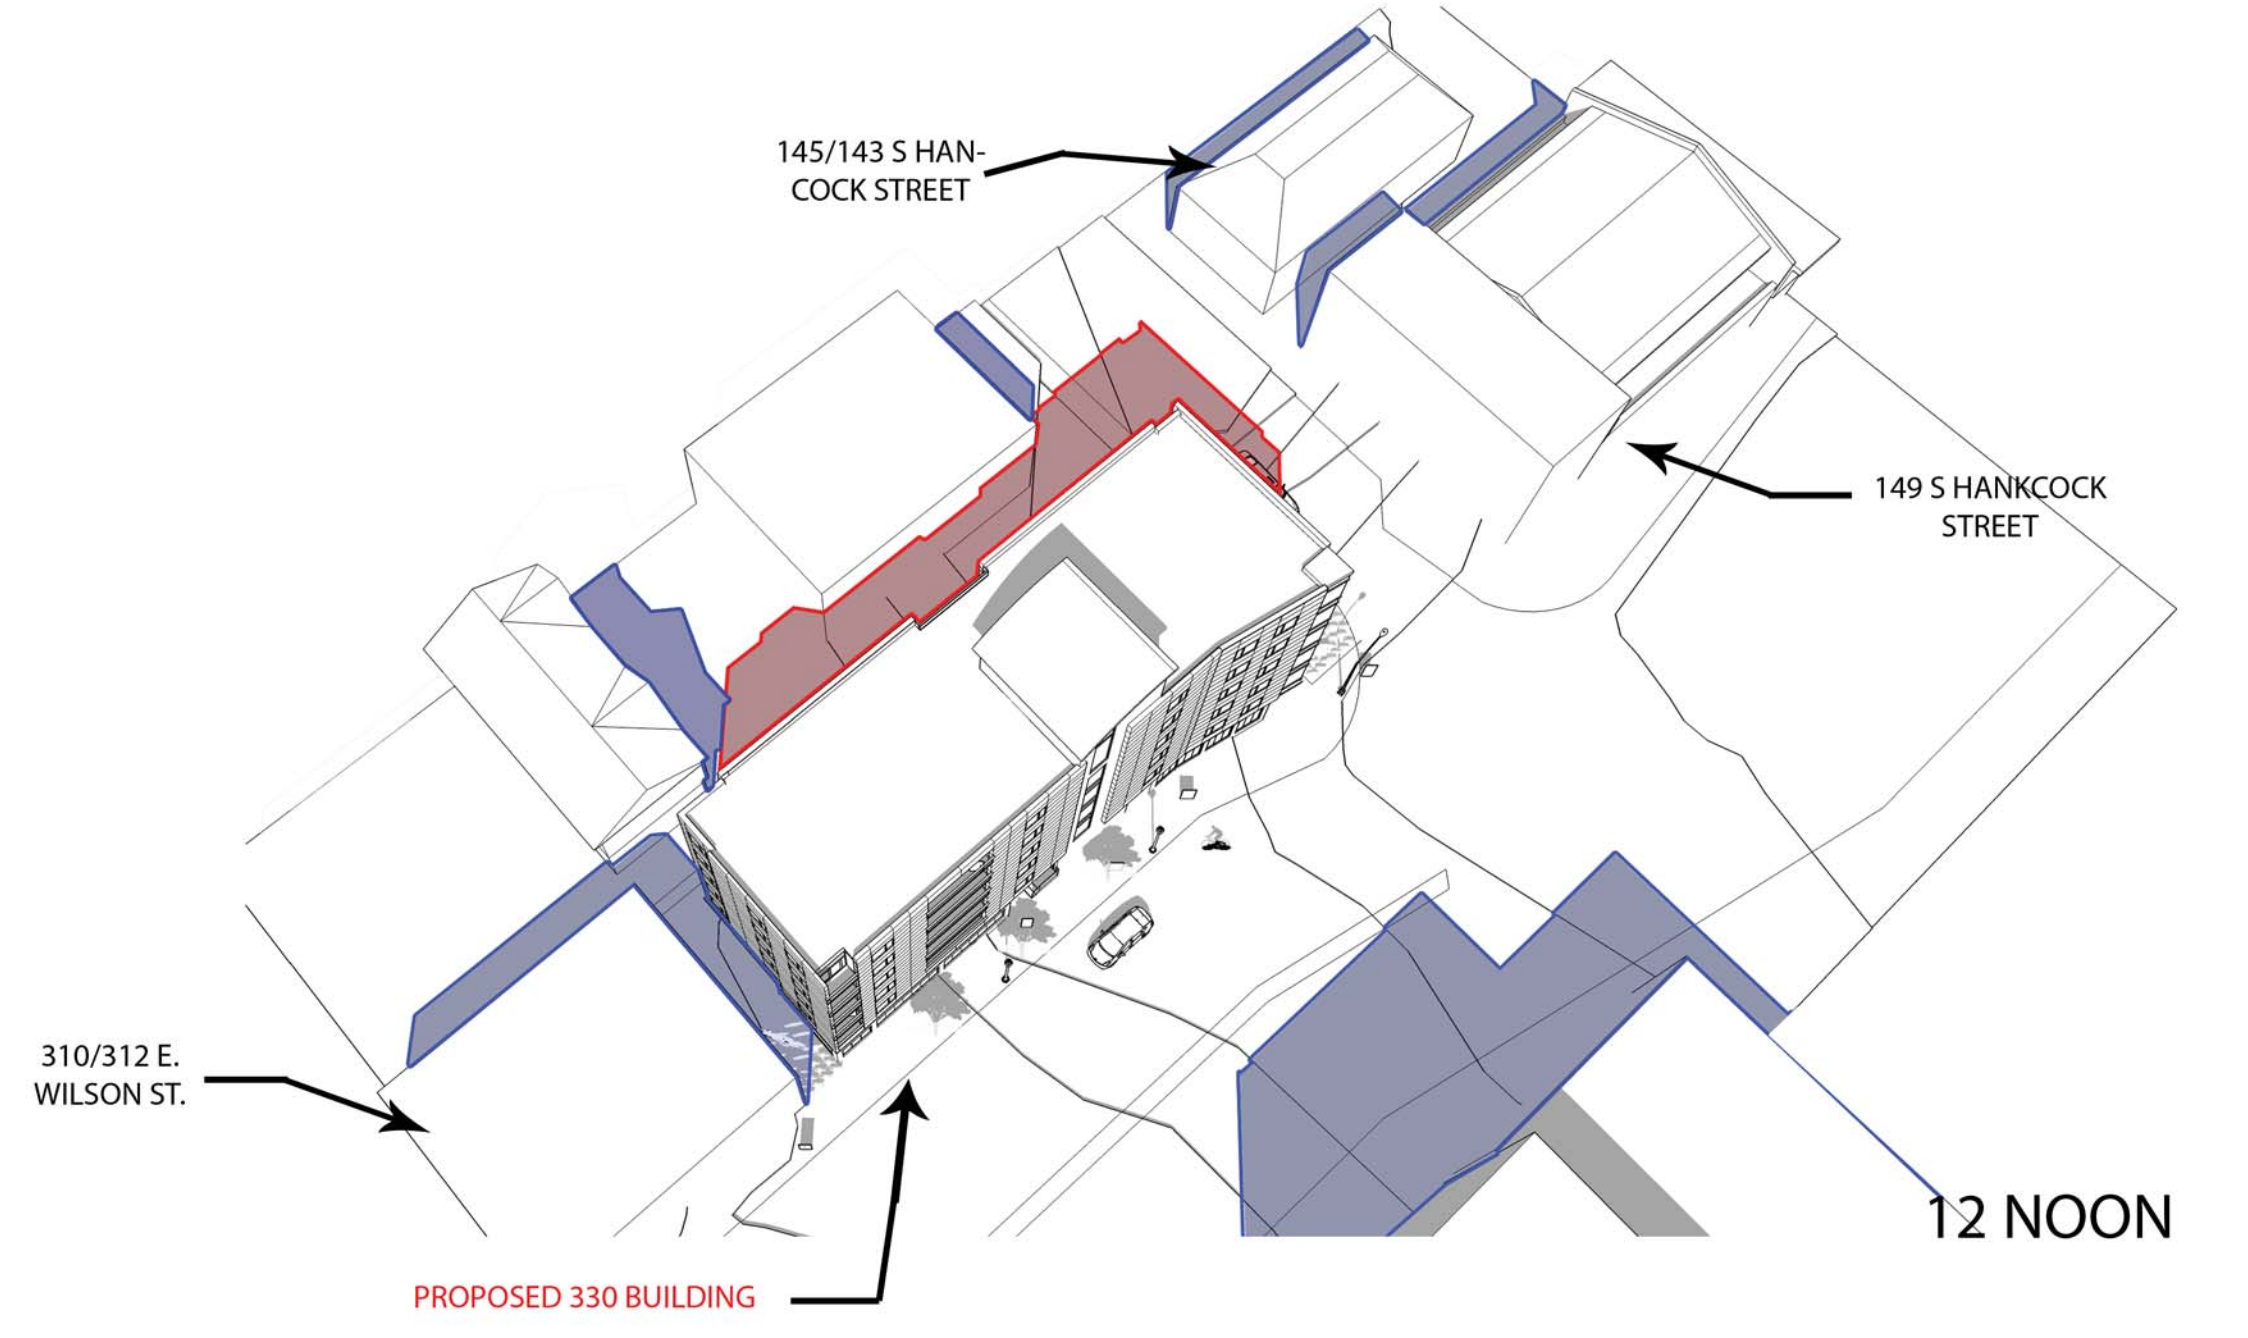 145/143 S HAN-
COCK STREET
149 S HANKCOCK
STREET
310/312 E.
WILSON ST.
12 NOON
PROPOSED 330 BUILDING